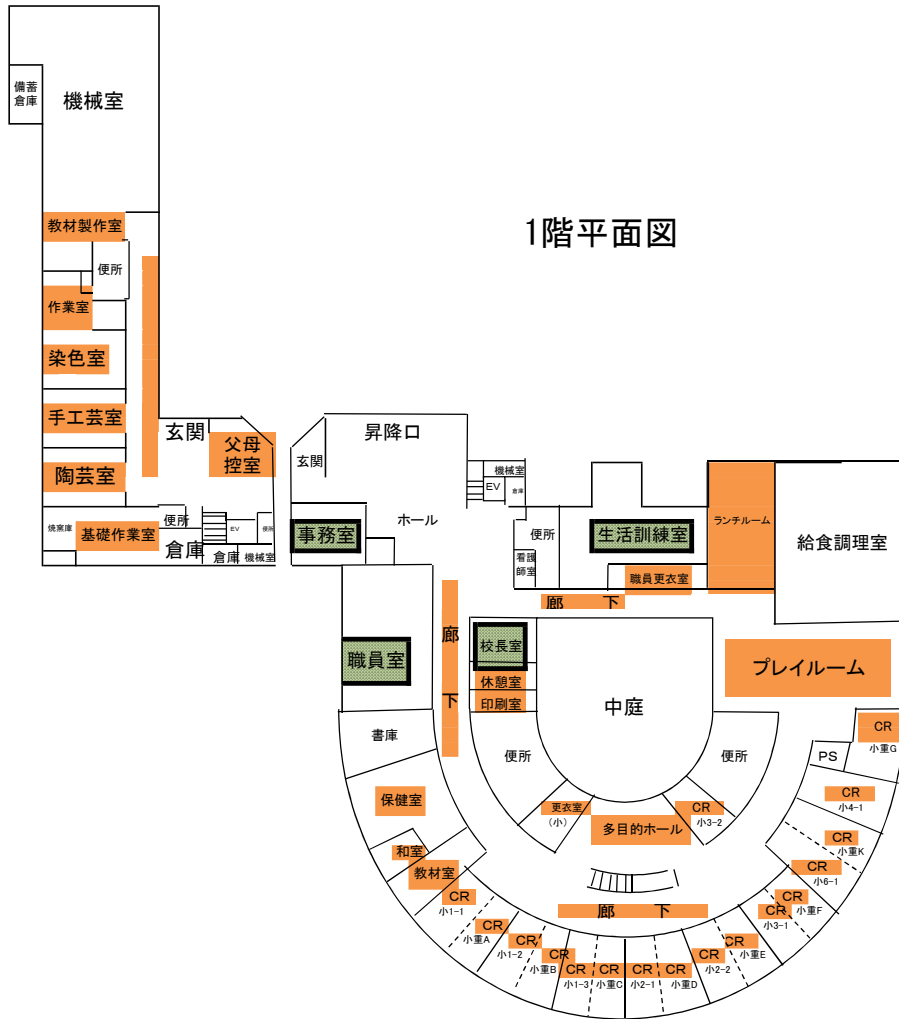 1階平面図
備蓄
倉庫
機械室
教材製作室
便所
作業室
染色室
手工芸室
陶芸室
玄関
父母
控室
焼窯庫
基礎作業室
便所
倉庫
EV
便所
倉庫
機械室
昇降口
玄関
ホール
事務室
機械室
EV
倉庫
便所
看護
師室
生活訓練室
職員更衣室
ランチルーム
給食調理室
廊 下
廊
下
職員室
校長室
休憩室
印刷室
中庭
プレイルーム
書庫
便所
便所
PS
CR
小重G
保健室
更衣室
(小)
多目的ホール
CR
小3-2
CR
小4-1
和室
教材室
CR
小重K
CR
小6-1
CR
小1-1
CR
小重F
CR
小3-1
廊 下
CR
小重A
CR
小1-2
CR
小重B
CR
小1-3
CR
小重C
CR
小2-1
CR
小重D
CR
小2-2
CR
小重E